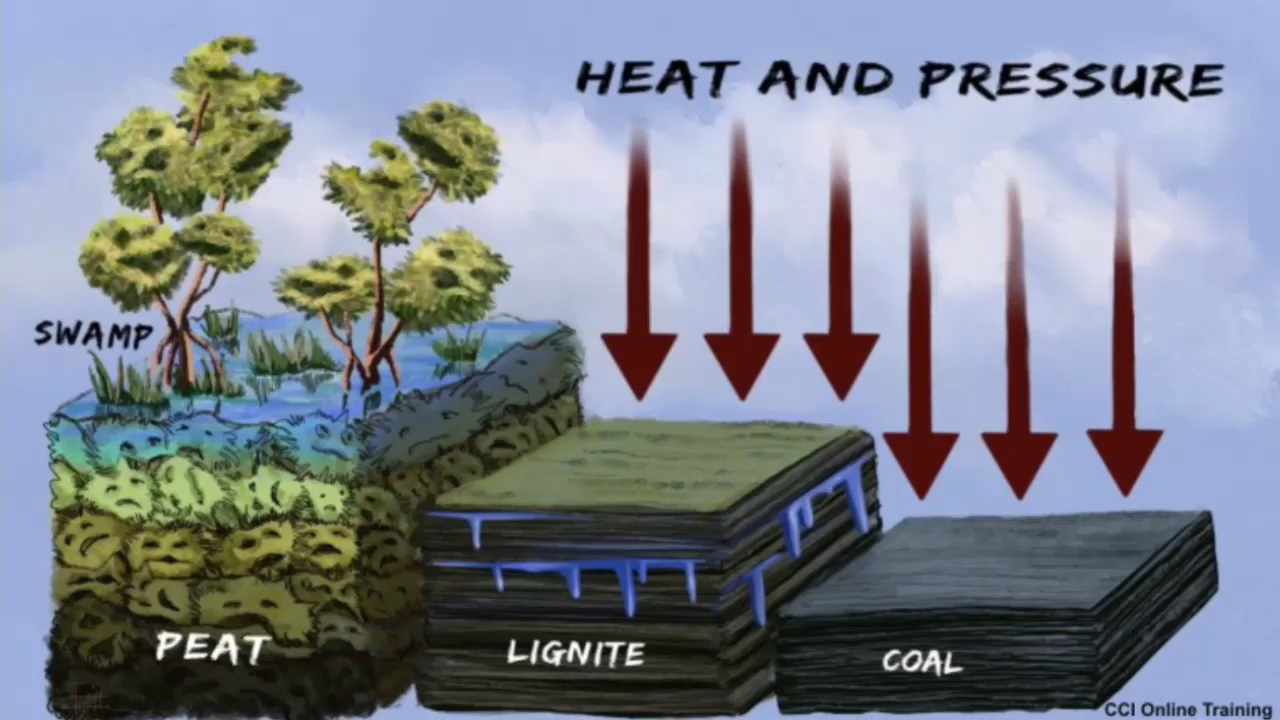 HEAT AND PRESSURE
SWAMP
PEAT
LIGNITE
COAL
CCI Online Training